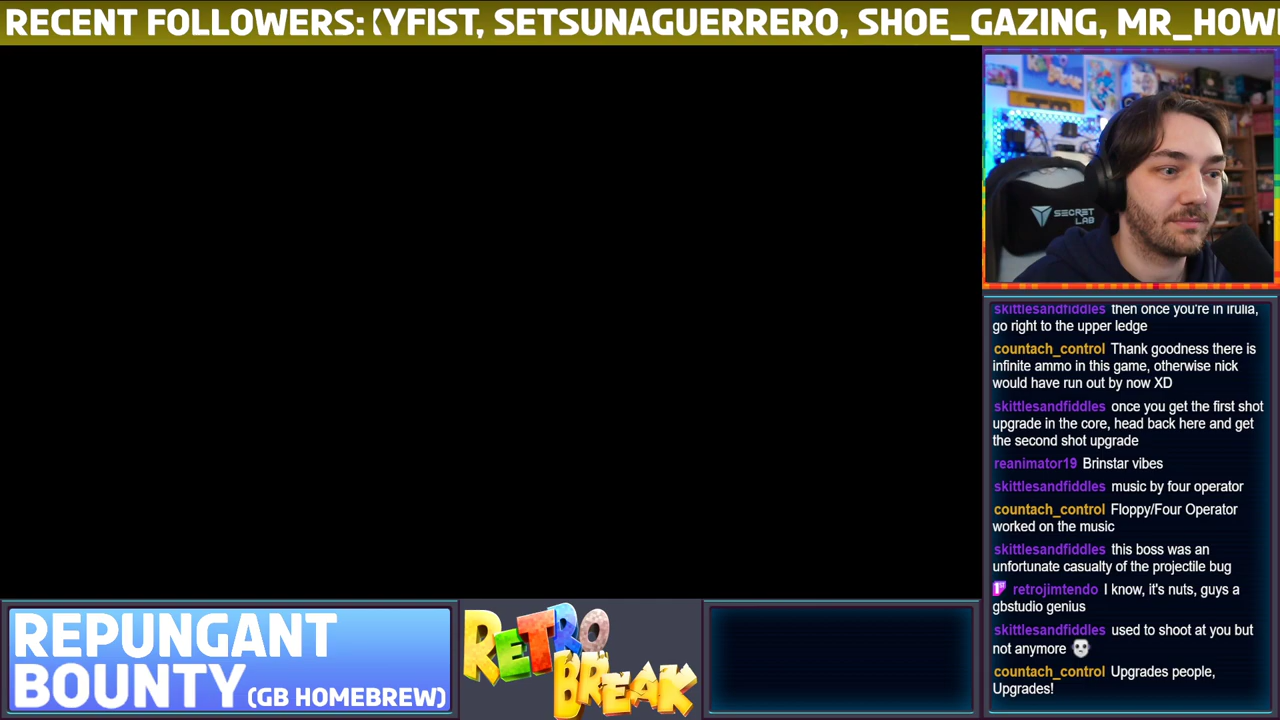 RECENT FOLLOWERS: KYFIST, SETSUNAGUERRERO, SHOE_GAZING, MR_HOW
SECRET
LAB
skittlesandfiddles then once you're in irulia,
go right to the upper ledge
countach_control Thank goodness there is
infinite ammo in this game, otherwise nick
would have run out by now XD
skittlesandfiddles once you get the first shot
upgrade in the core, head back here and get
the second shot upgrade
reanimator19 Brinstar vibes
skittlesandfiddles music by four operator
countach_control Floppy/Four Operator
worked on the music
skittlesandfiddles this boss was an
unfortunate casualty of the projectile bug
1st retrojimtendo I know, it's nuts, guys a
gbstudio genius
skittlesandfiddles used to shoot at you but
not anymore
countach_control Upgrades people,
Upgrades!
REPUNGANT
BOUNTY (GB HOMEBREW)
RETRO
BREAK